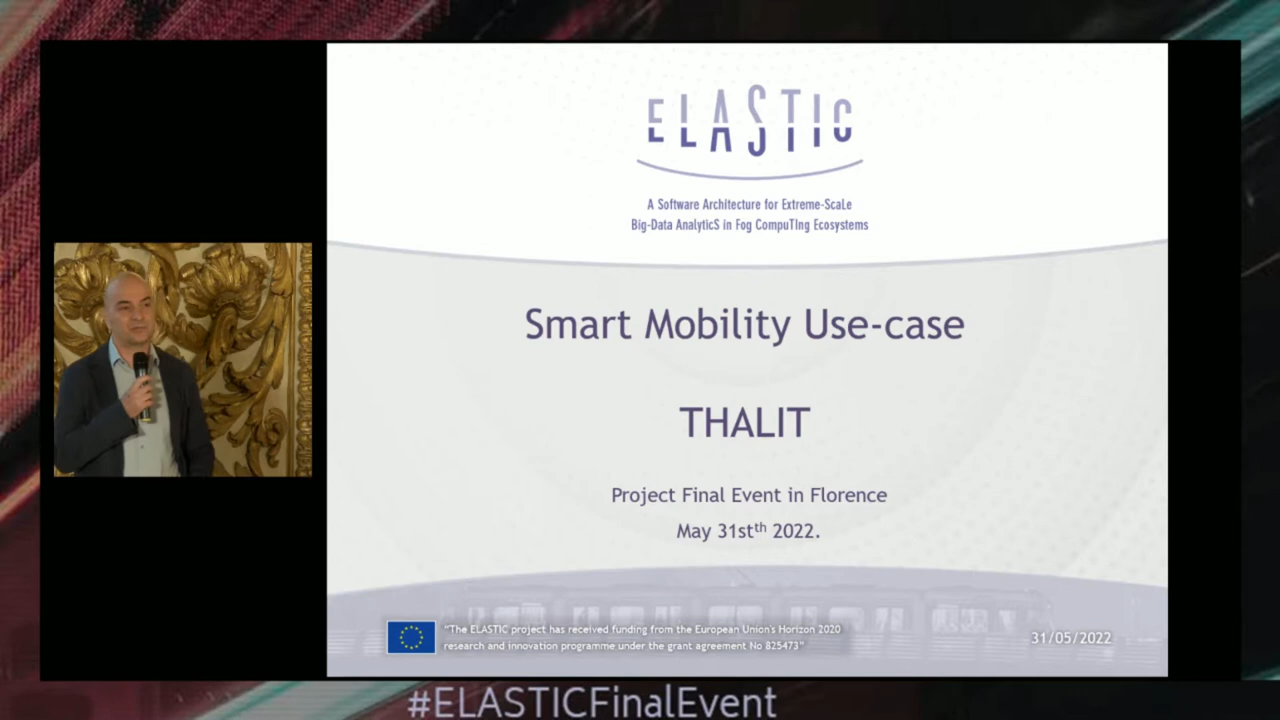 ELASTIC
A Software Architecture for Extreme-ScaLe
Big-Data AnalyticS in Fog CompuTIng Ecosystems
Smart Mobility Use-case
THALIT
Project Final Event in Florence
May 31stth 2022.
"The ELASTIC project has received funding from the European Union's Horizon 2020
research and innovation programme under the grant agreement No 825473"
31/05/2022
#ELASTICFinalEvent